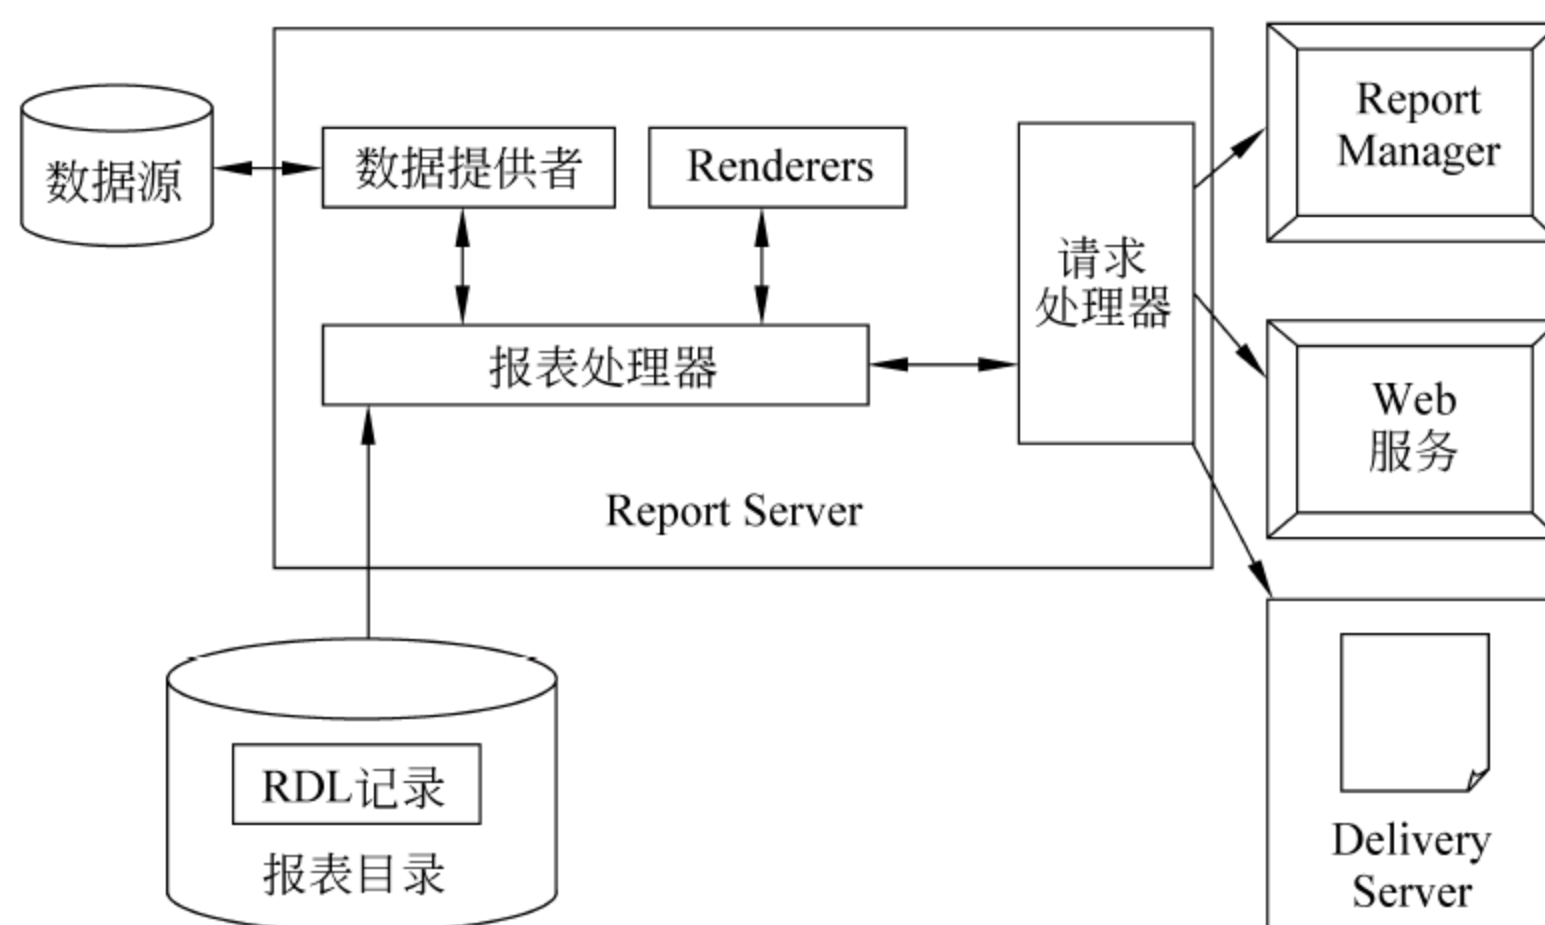 数据源
数据提供者
Renderers
请求
处理器
报表处理器
Report Server
RDL记录
报表目录
Report
Manager
Web
服务
Delivery
Server